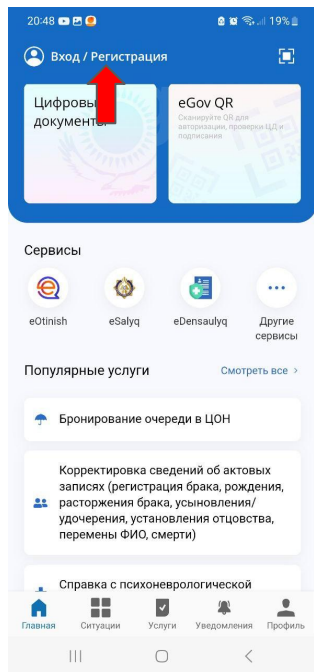 20:48 19%
Вход / Регистрация
Цифровы
документы
eGov QR
Сканируйте QR для
авторизации, проверки ЦД и
подписания
Сервисы
eOtinish eSalyq eDensaulyq Другие
сервисы
Популярные услуги Смотреть все >
Бронирование очереди в ЦОН
Корректировка сведений об актовых
записях (регистрация брака, рождения,
расторжения брака, усыновления/
удочерения, установления отцовства,
перемены ФИО, смерти)
Справка с психоневрологической
Главная Ситуации Услуги Уведомления Профиль